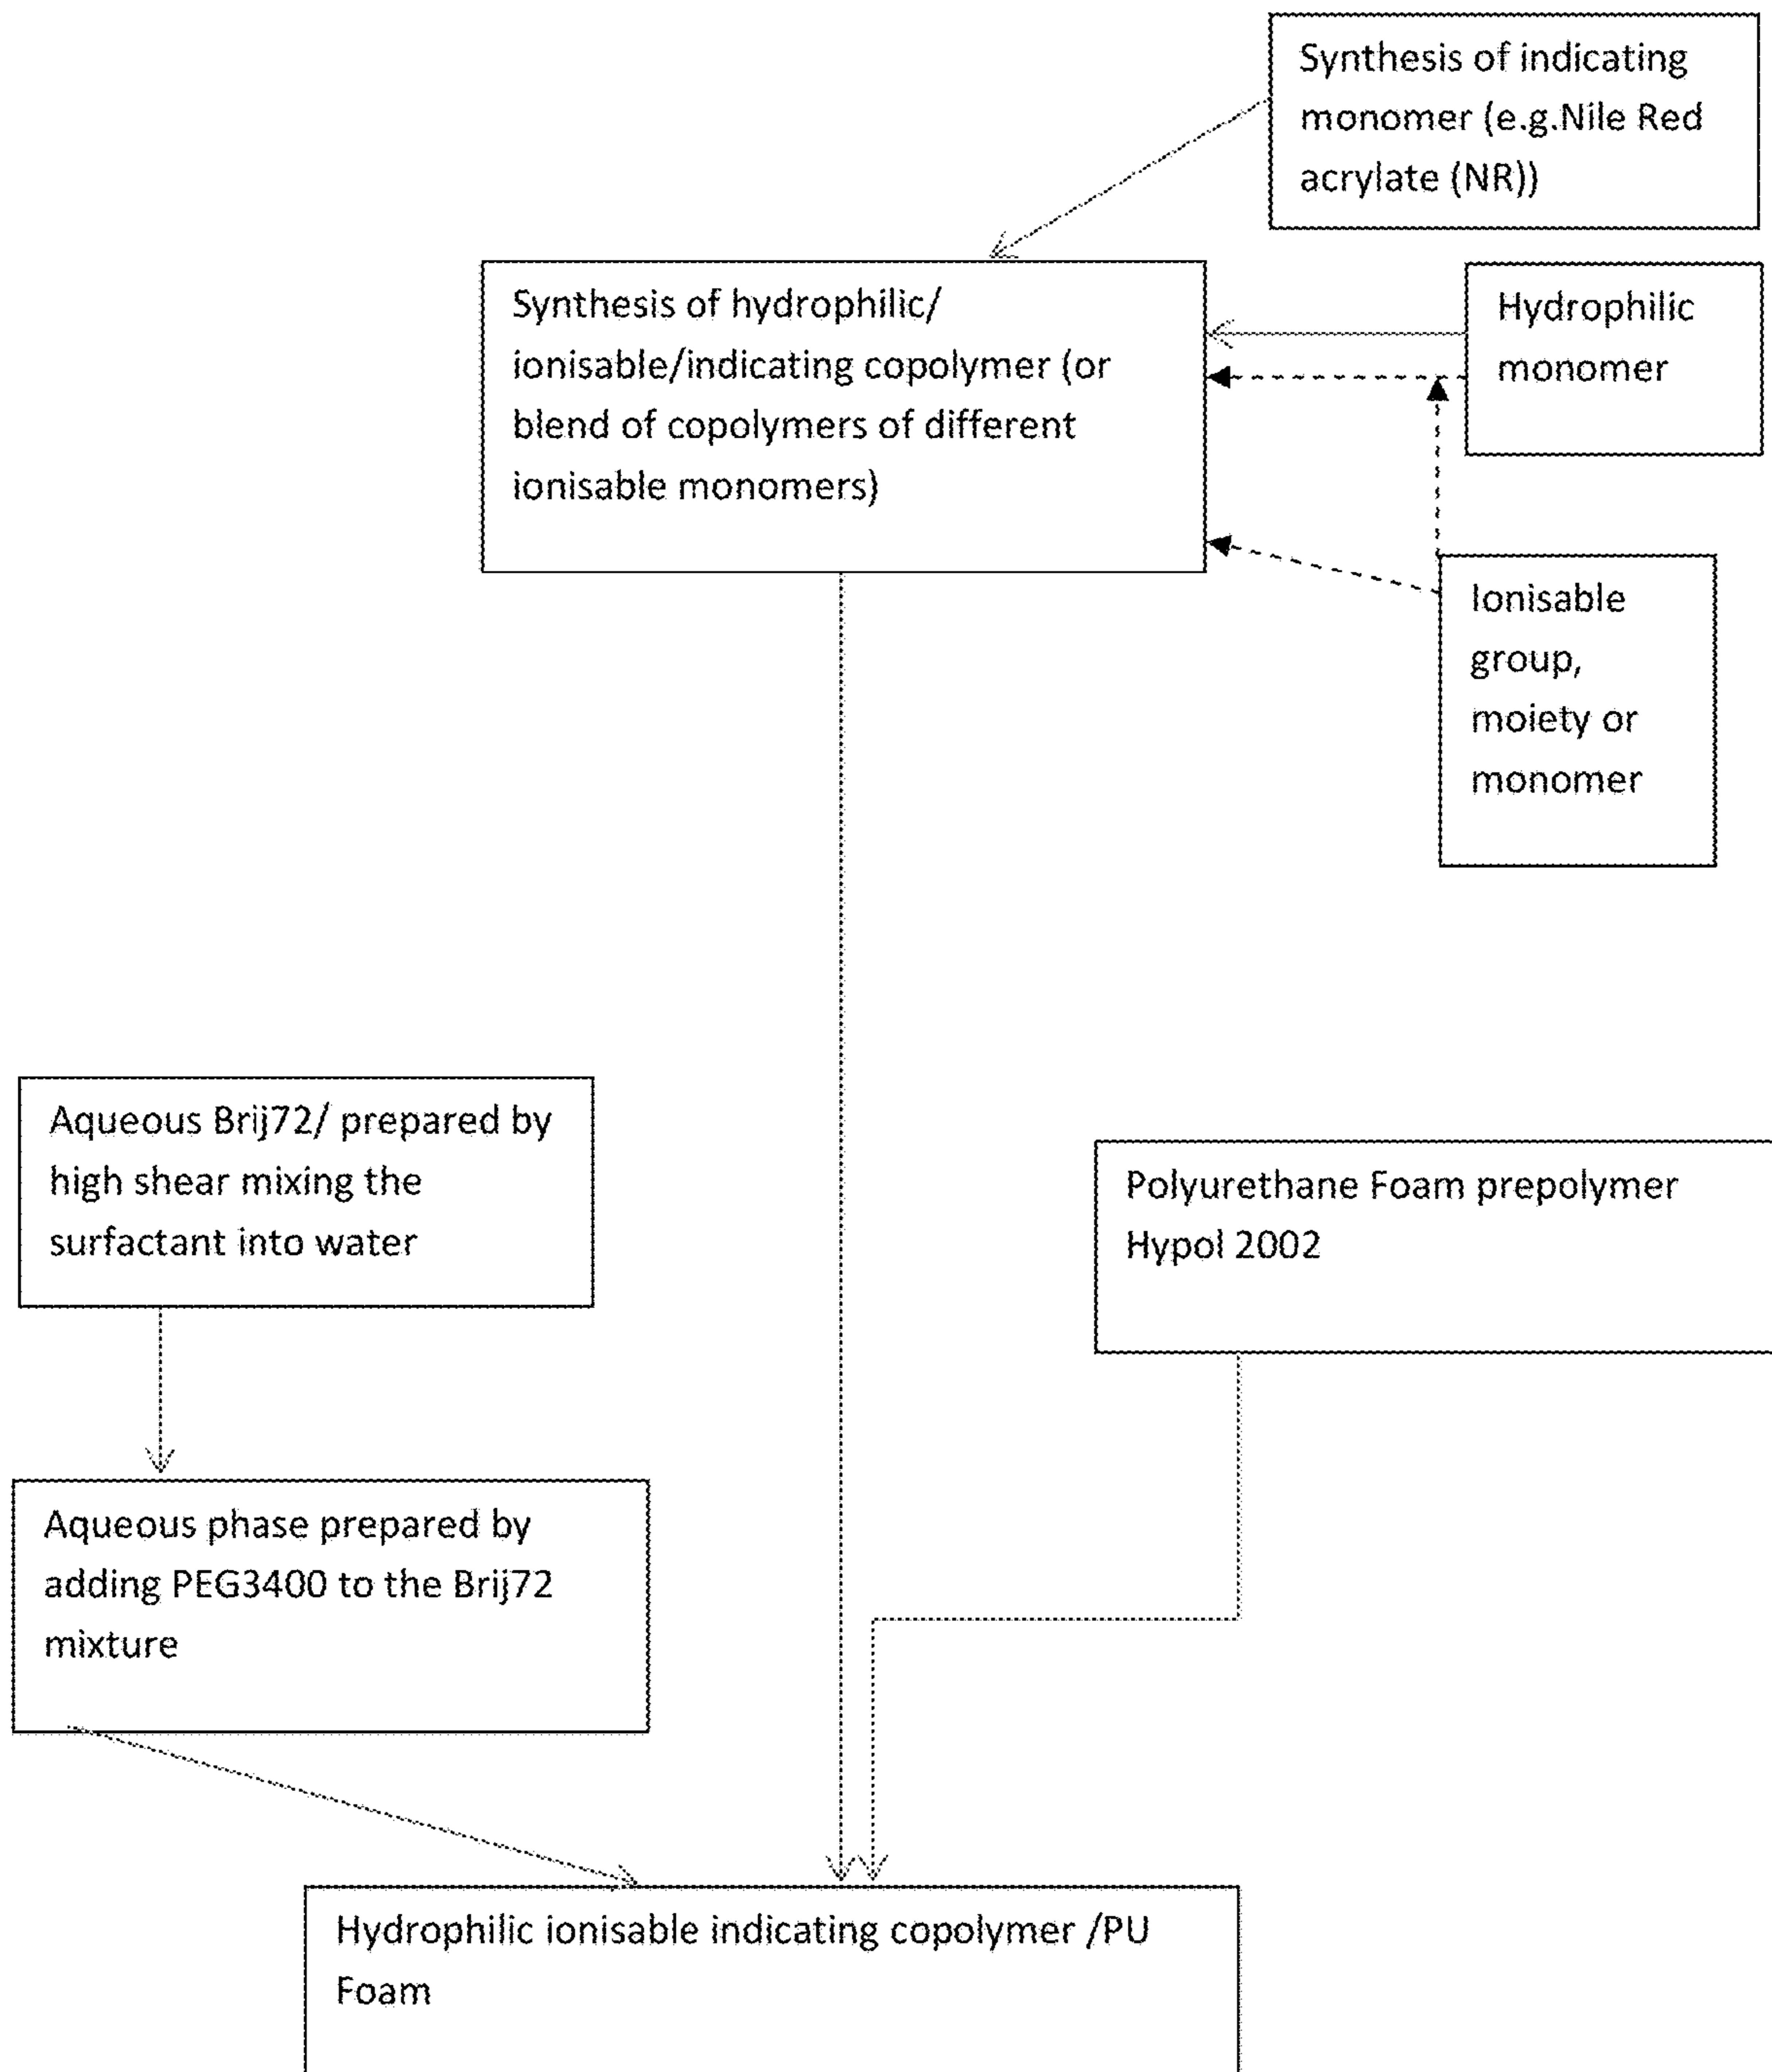 Synthesis of indicating
monomer (e.g.Nile Red
acrylate (NR))
Synthesis of hydrophilic/
ionisable/indicating copolymer (or
blend of copolymers of different
ionisable monomers)
Hydrophilic
monomer
Ionisable
group,
moiety or
monomer
Aqueous Brij72/ prepared by
high shear mixing the
surfactant into water
Polyurethane Foam prepolymer
Hypol 2002
Aqueous phase prepared by
adding PEG3400 to the Brij72
mixture
Hydrophilic ionisable indicating copolymer /PU
Foam